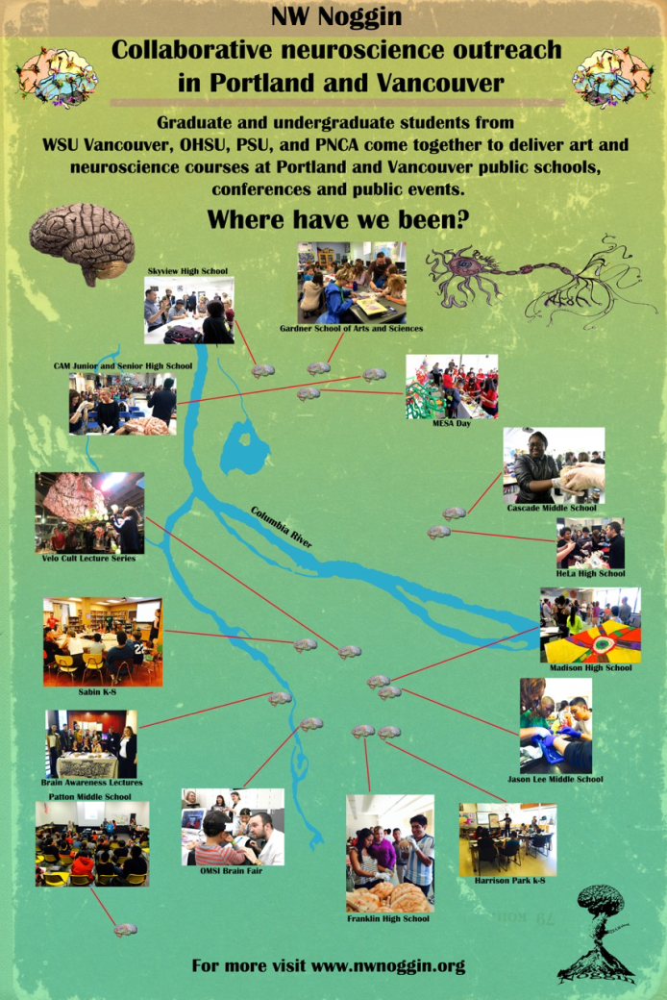 NW Noggin
Collaborative neuroscience outreach
in Portland and Vancouver
Graduate and undergraduate students from
WSU Vancouver, OHSU, PSU, and PNCA come together to deliver art and
neuroscience courses at Portland and Vancouver public schools,
conferences and public events.
Where have we been?
Skyview High School
Gardner School of Arts and Sciences
Axon
CAM Junior and Senior High School
MESA Day
Cascade Middle School
Columbia River
Velo Cult Lecture Series
HeLa High School
Madison High School
Sabin K-8
Brain Awareness Lectures
Jason Lee Middle School
Patton Middle School
OMSI Brain Fair
Harrison Park k-8
Franklin High School
Noggin
For more visit www.nwnoggin.org